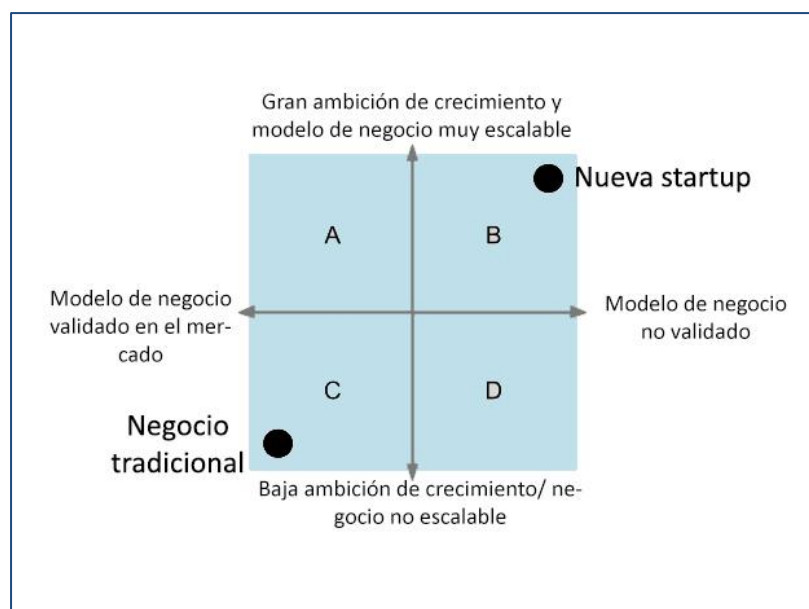 Gran ambición de crecimiento y
modelo de negocio muy escalable
Nueva startup
A
B
Modelo de negocio
validado en el mer-
cado
Modelo de negocio
no validado
C
D
Negocio
tradicional
Baja ambición de crecimiento/ ne-
gocio no escalable